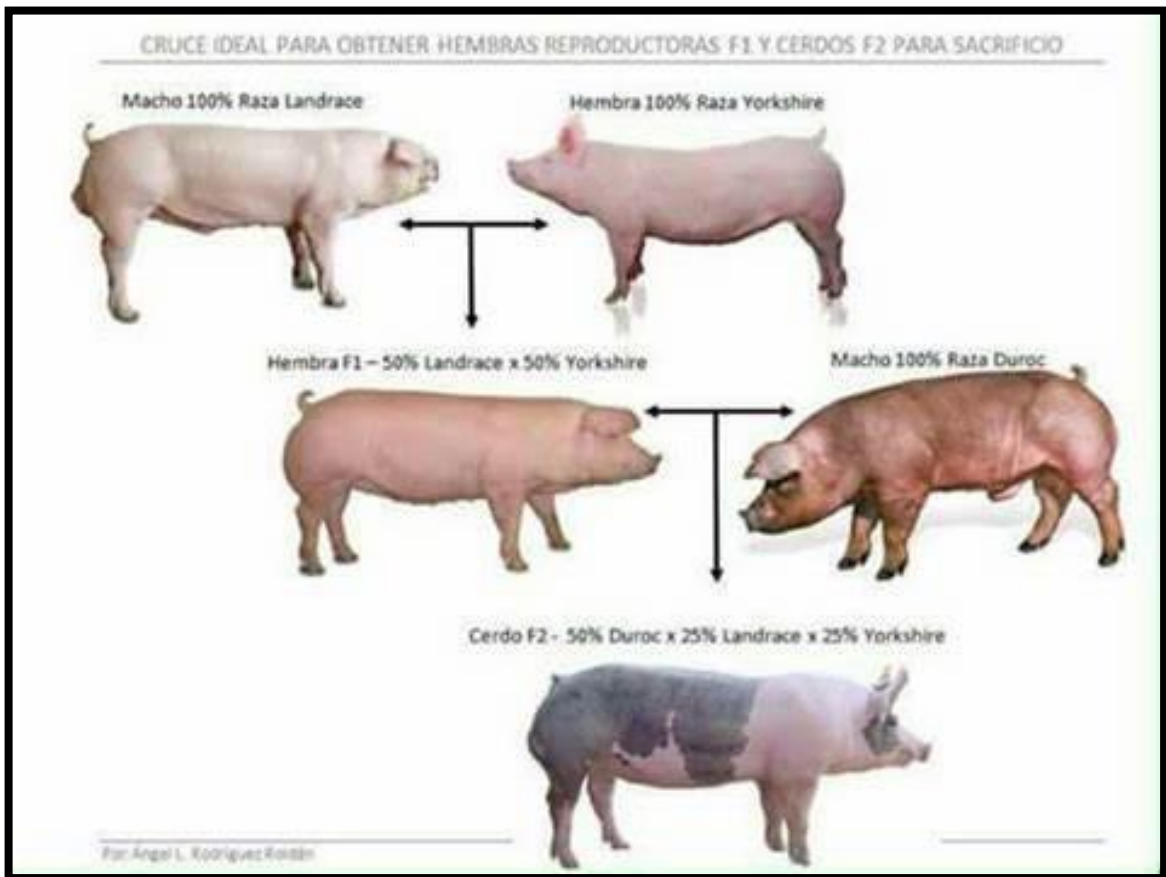 CRUCE IDEAL PARA OBTENER HEMBRAS REPRODUCTORAS F1 Y CERDOS F2 PARA SACRIFICIO
Macho 100% Raza Landrace
Hembra 100% Raza Yorkshire
Hembra F1 – 50% Landrace x 50% Yorkshire
Macho 100% Raza Duroc
Cerdo F2 - 50% Duroc x 25% Landrace x 25% Yorkshire
Por: Ángel L. Rodríguez Roldán